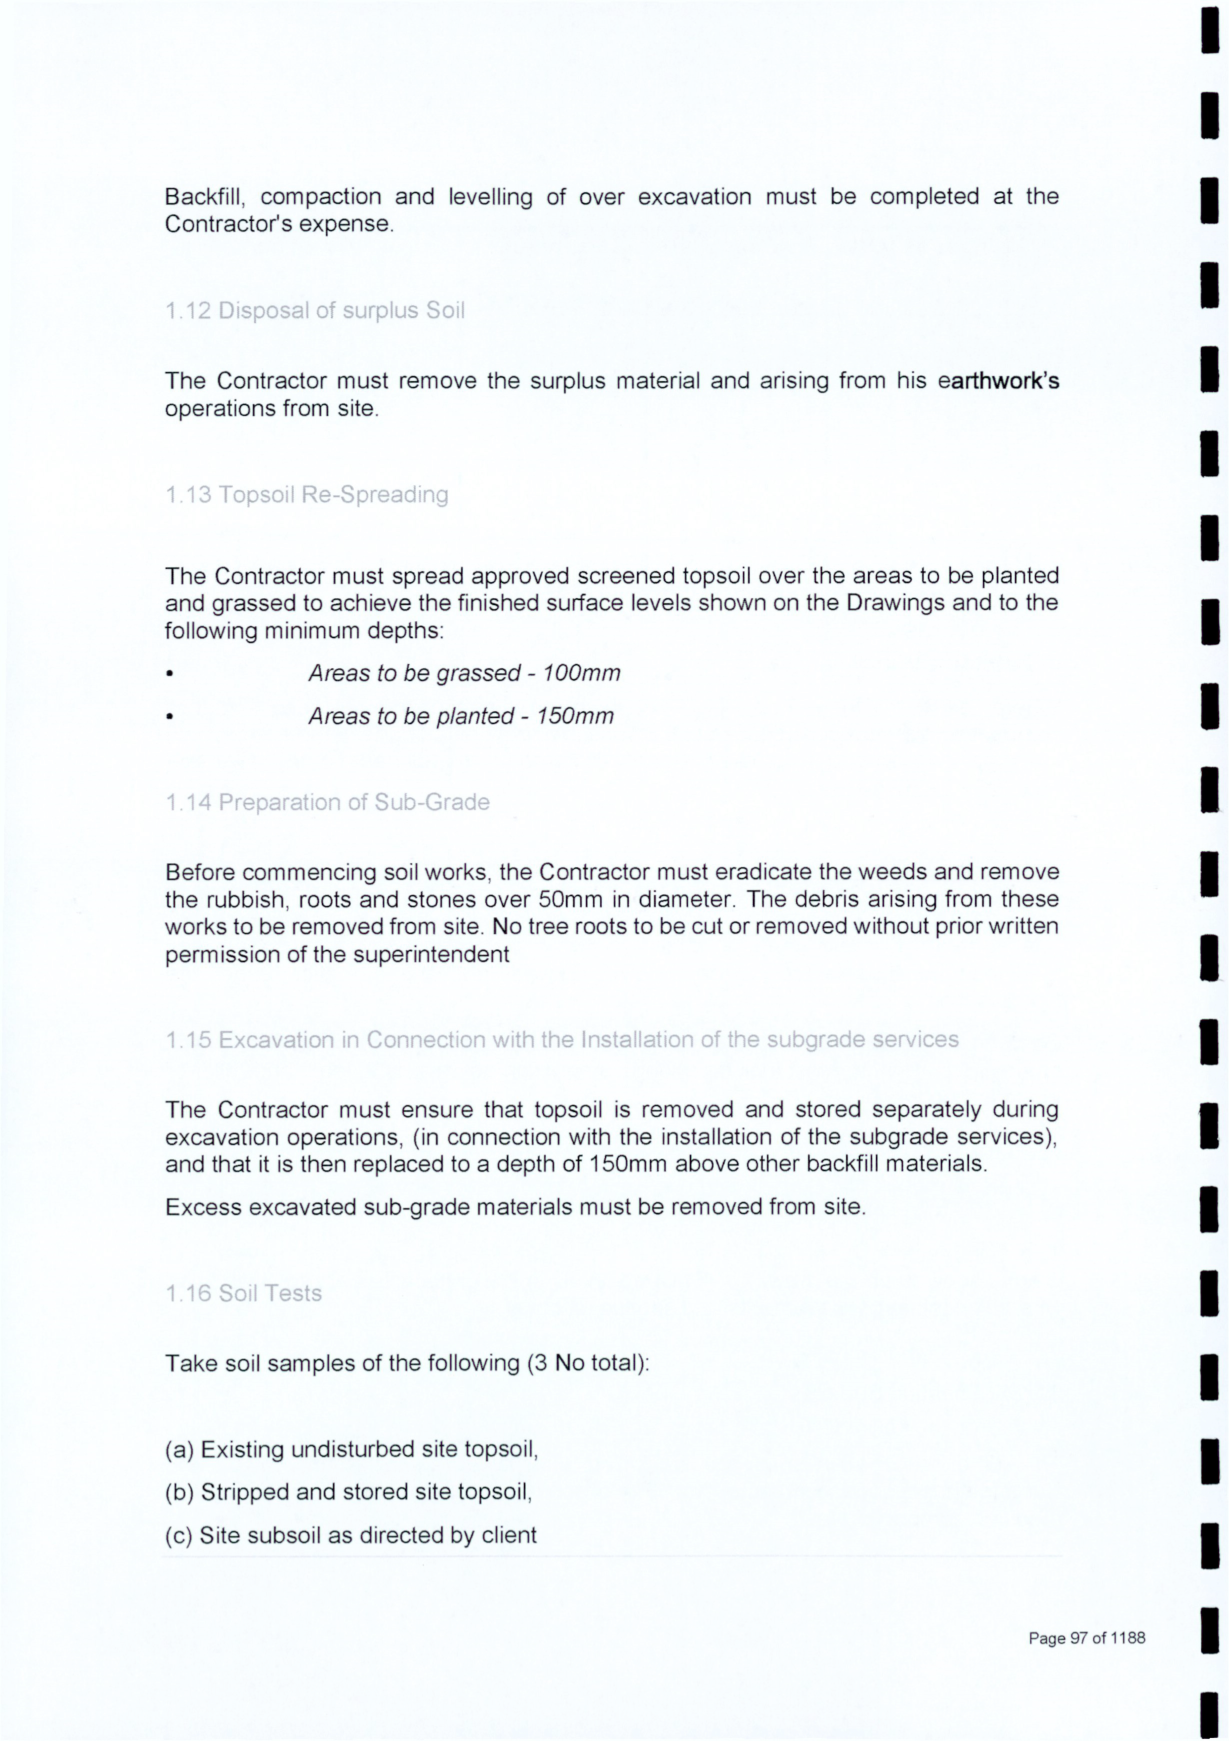 Backfill, compaction and levelling of over excavation must be completed at the
Contractor's expense.
1.12 Disposal of surplus Soil
The Contractor must remove the surplus material and arising from his earthwork's
operations from site.
1.13 Topsoil Re-Spreading
The Contractor must spread approved screened topsoil over the areas to be planted
and grassed to achieve the finished surface levels shown on the Drawings and to the
following minimum depths:
• Areas to be grassed - 100mm
• Areas to be planted - 150mm
1.14 Preparation of Sub-Grade
Before commencing soil works, the Contractor must eradicate the weeds and remove
the rubbish, roots and stones over 50mm in diameter. The debris arising from these
works to be removed from site. No tree roots to be cut or removed without prior written
permission of the superintendent
1.15 Excavation in Connection with the Installation of the subgrade services
The Contractor must ensure that topsoil is removed and stored separately during
excavation operations, (in connection with the installation of the subgrade services),
and that it is then replaced to a depth of 150mm above other backfill materials.
Excess excavated sub-grade materials must be removed from site.
1.16 Soil Tests
Take soil samples of the following (3 No total):
(a) Existing undisturbed site topsoil,
(b) Stripped and stored site topsoil,
(c) Site subsoil as directed by client
Page 97 of 1188